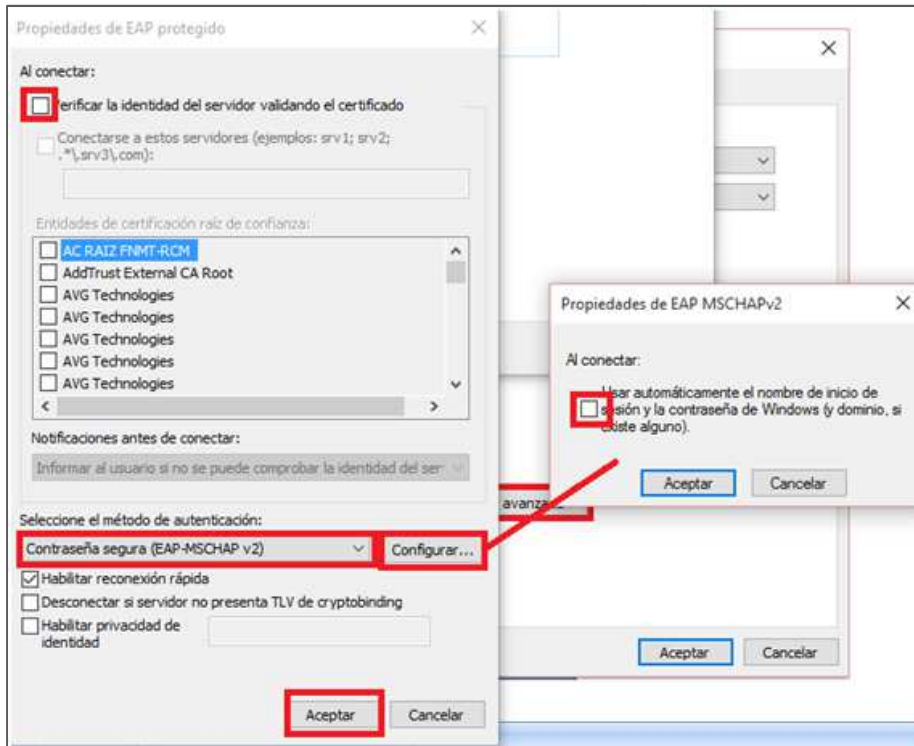 Propiedades de EAP protegido
Al conectar:
Verificar la identidad del servidor validando el certificado
Conectarse a estos servidores (ejemplos: srv1; srv2;
.*\.srv3\.com):
Entidades de certificación raíz de confianza:
AC RAIZ FNMT-RCM
AddTrust External CA Root
AVG Technologies
AVG Technologies
AVG Technologies
AVG Technologies
AVG Technologies
Notificaciones antes de conectar:
Informar al usuario si no se puede comprobar la identidad del ser
Seleccione el método de autenticación:
Contraseña segura (EAP-MSCHAP v2)
Configurar...
Habilitar reconexión rápida
Desconectar si servidor no presenta TLV de cryptobinding
Habilitar privacidad de
identidad
Aceptar
Cancelar
Propiedades de EAP MSCHAPv2
Al conectar:
Usar automáticamente el nombre de inicio de
sesión y la contraseña de Windows (y dominio, si
existe alguno).
Aceptar
Cancelar
Aceptar
Cancelar